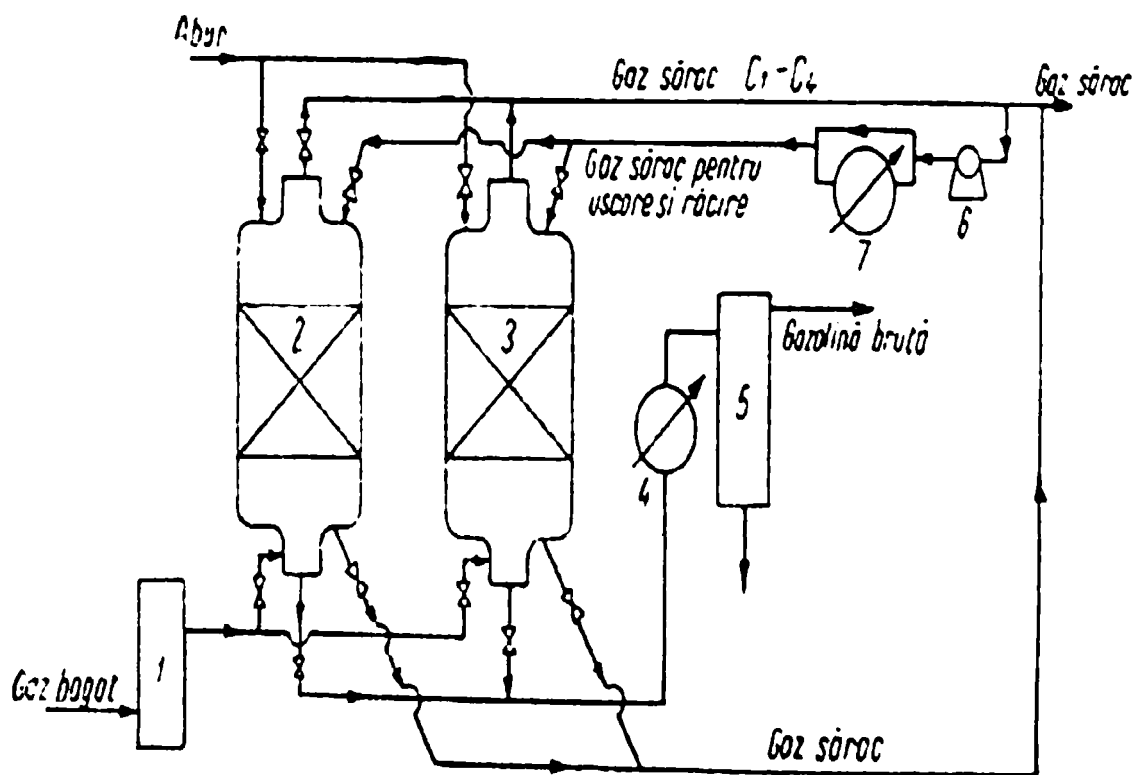 Abur
Gaz sărac C₁-C₄
Gaz sărac
Gaz sărac pentru
uscare si răcire
7
6
2
3
Gazolină brută
5
4
1
Gaz bogat
Gaz sărac